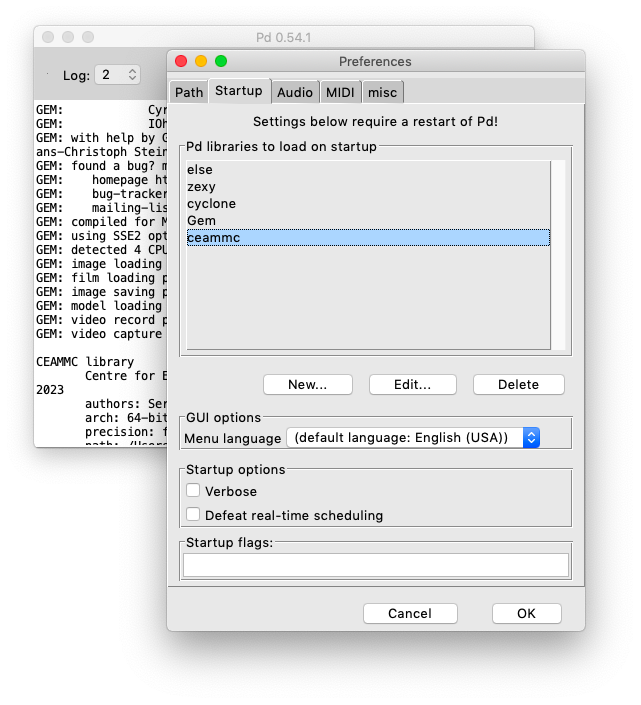 Pd 0.54.1
Log: 2
GEM: Cyr
GEM: IOh
GEM: with help by G
ans-Christoph Stein
GEM: found a bug? m
GEM: homepage ht
GEM: bug-tracker
GEM: mailing-lis
GEM: compiled for M
GEM: using SSE2 opt
GEM: detected 4 CPU
GEM: image loading
GEM: film loading p
GEM: image saving p
GEM: model loading
GEM: video record p
GEM: video capture
CEAMMC library
Centre for E
2023
authors: Ser
arch: 64-bit
precision: f
path: /Users
Preferences
Path Startup Audio MIDI misc
Settings below require a restart of Pd!
Pd libraries to load on startup
else
zexy
cyclone
Gem
ceammc
New... Edit... Delete
GUI options
Menu language (default language: English (USA))
Startup options
Verbose
Defeat real-time scheduling
Startup flags:
Cancel OK